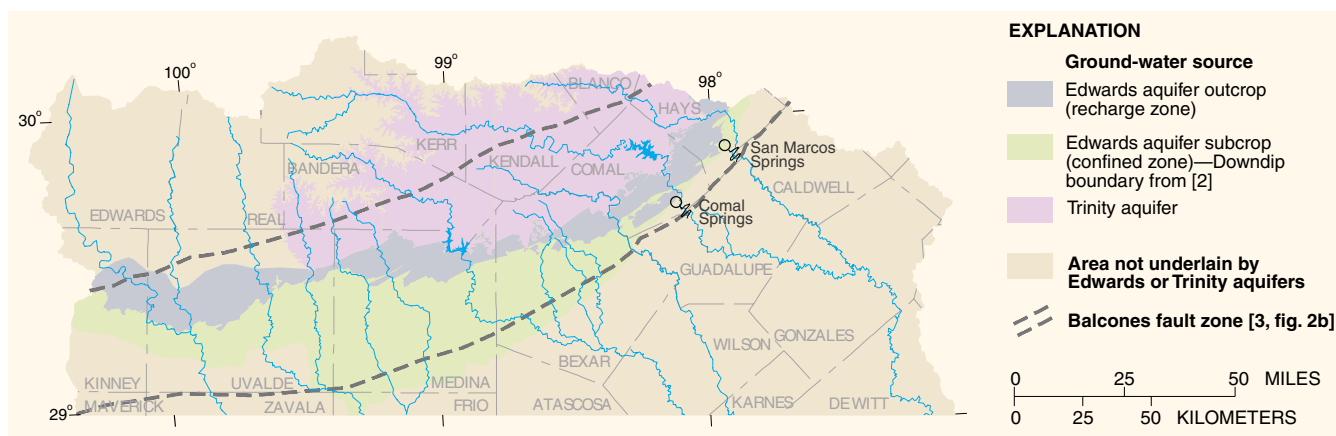 100°
99°
98°
30°
29°
BLANCO
HAYS
KERR
KENDALL
COMAL
BANDERA
San Marcos
Springs
CALDWELL
EDWARDS
REAL
Comal
Springs
GUADALUPE
GONZALES
WILSON
BEXAR
KINNEY
UVALDE
MEDINA
MAVERICK
ZAVALA
FRIO
ATASCOSA
KARNES
DE WITT
EXPLANATION
Ground-water source
Edwards aquifer outcrop
(recharge zone)
Edwards aquifer subcrop
(confined zone)—Downdip
boundary from [2]
Trinity aquifer
Area not underlain by
Edwards or Trinity aquifers
Balcones fault zone [3, fig. 2b]
0 25 50 MILES
0 25 50 KILOMETERS